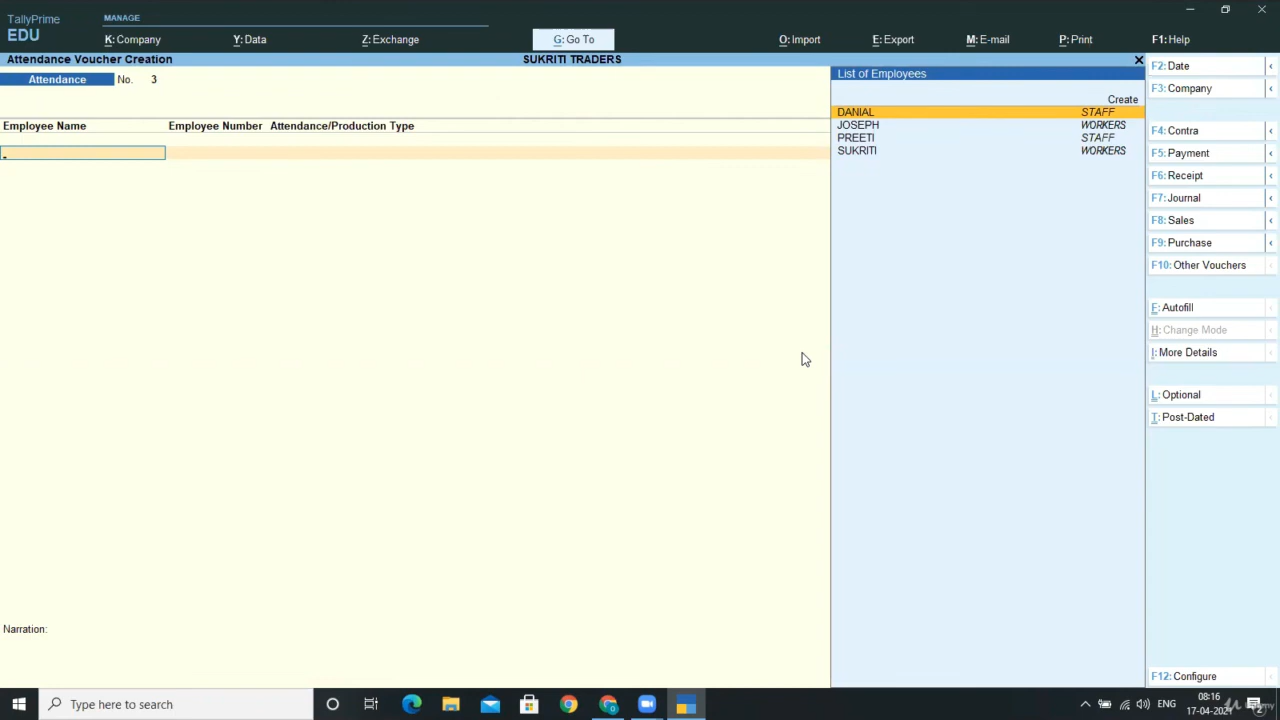 TallyPrime
EDU
MANAGE
K: Company
Y: Data
Z: Exchange
G: Go To
O: Import
E: Export
M: E-mail
P: Print
F1: Help
Attendance Voucher Creation
SUKRITI TRADERS
Attendance No. 3
List of Employees
Create
Employee Name Employee Number Attendance/Production Type
DANIAL STAFF
JOSEPH WORKERS
PREETI STAFF
SUKRITI WORKERS
F2: Date
F3: Company
F4: Contra
F5: Payment
F6: Receipt
F7: Journal
F8: Sales
F9: Purchase
F10: Other Vouchers
F: Autofill
H: Change Mode
I: More Details
L: Optional
T: Post-Dated
F12: Configure
Narration:
Type here to search
ENG
08:16
17-04-2021